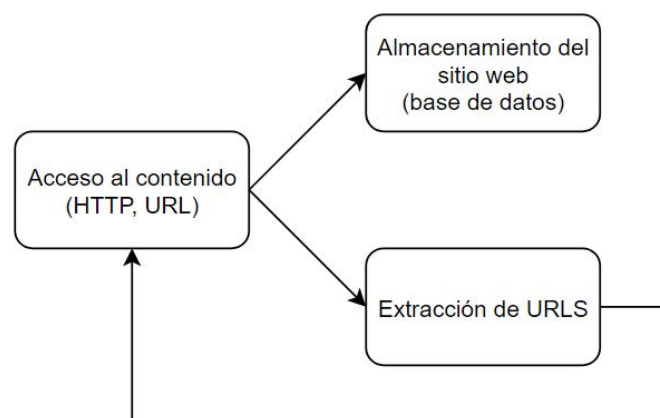 Almacenamiento del
sitio web
(base de datos)
Acceso al contenido
(HTTP, URL)
Extracción de URLS